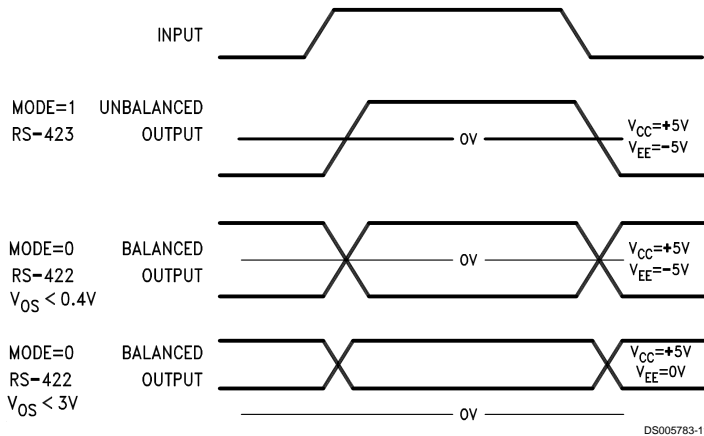 INPUT
MODE=1 UNBALANCED
RS-423 OUTPUT
0V
VCC=+5V
VEE=-5V
MODE=0 BALANCED
RS-422 OUTPUT
VOS < 0.4V
0V
VCC=+5V
VEE=-5V
MODE=0 BALANCED
RS-422 OUTPUT
VOS < 3V
VCC=+5V
VEE=0V
0V
DS005783-1